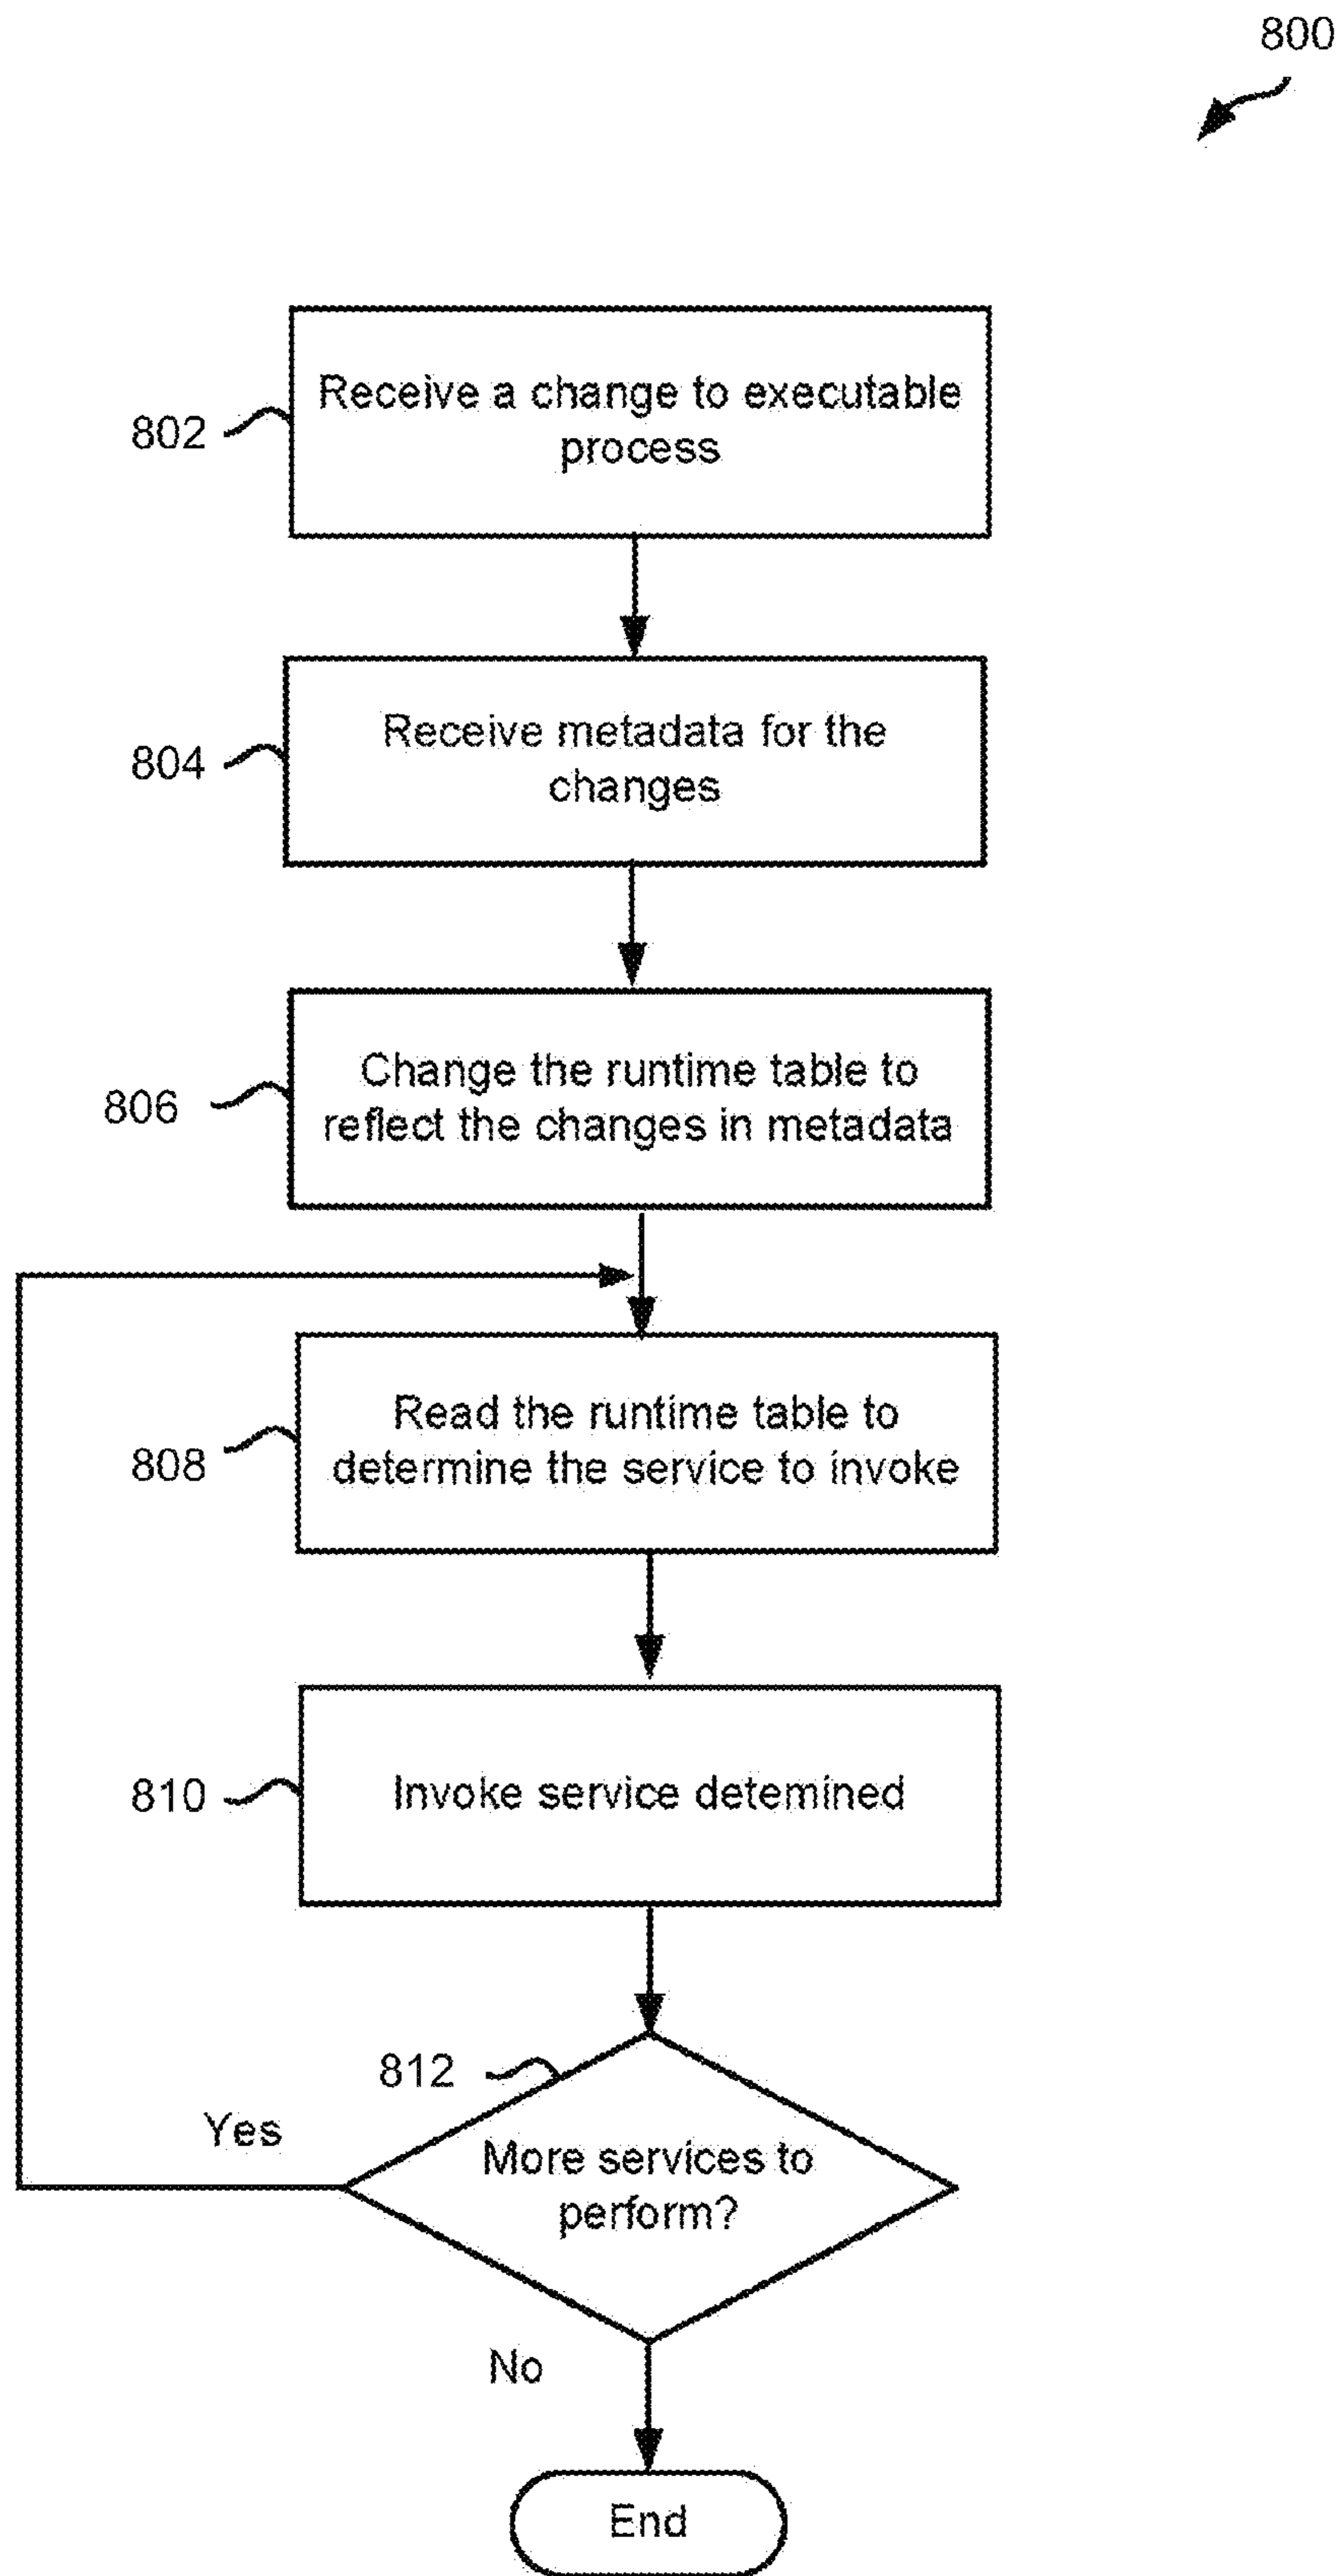 800
Receive a change to executable
process
802
Receive metadata for the
changes
804
Change the runtime table to
reflect the changes in metadata
806
Read the runtime table to
determine the service to invoke
808
Invoke service detemined
810
812
Yes
More services to
perform?
No
End